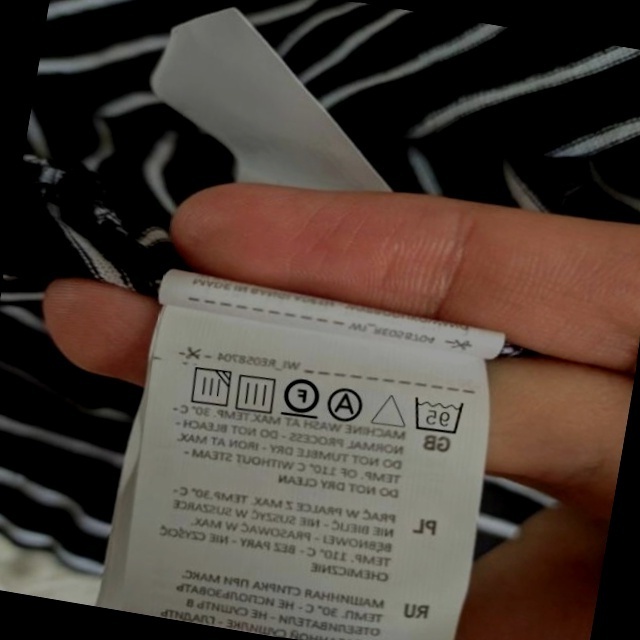 WI_RE0S8704
95 A F
GB
MACHINE WASH AT MAX.TEMP. 30˚C -
NORMAL PROCESS- DO NOT BLEACH -
DO NOT TUMBLE DRY - IRON AT MAX.
TEMP. OF 110˚C WITHOUT STEAM -
DO NOT DRY CLEAN
PL
PRAĆ W PRALCE Z MAX. TEMP. 30˚C -
NIE BIELIĆ - NIE SUSZYĆ W SUSZARCE
BĘBNOWEJ - PRASOWAĆ W MAX.
TEMP. 110˚C - BEZ PARY - NIE CZYŚCIĆ
CHEMICZNIE
RU
МАШИННАЯ СТИРКА ПРИ МАКС.
ТЕМП. 30˚C - НЕ ИСПОЛЬЗОВАТЬ
ОТБЕЛИВАТЕЛИ - НЕ СУШИТЬ В